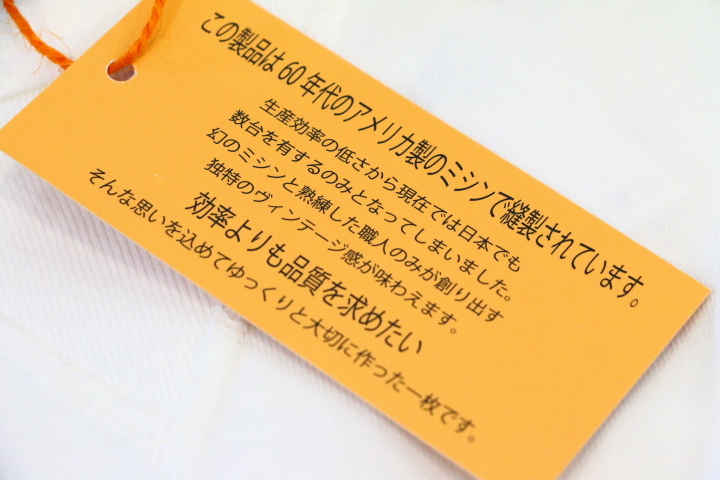 この製品は60年代のアメリカ製のミシンで縫製されています。
生産効率の低さから現在では日本でも
数台を有するのみとなってしまいました。
幻のミシンと熟練した職人のみが創り出す
独特のヴィンテージ感が味わえます。
効率よりも品質を求めたい
そんな思いを込めてゆっくりと大切に作った一枚です。